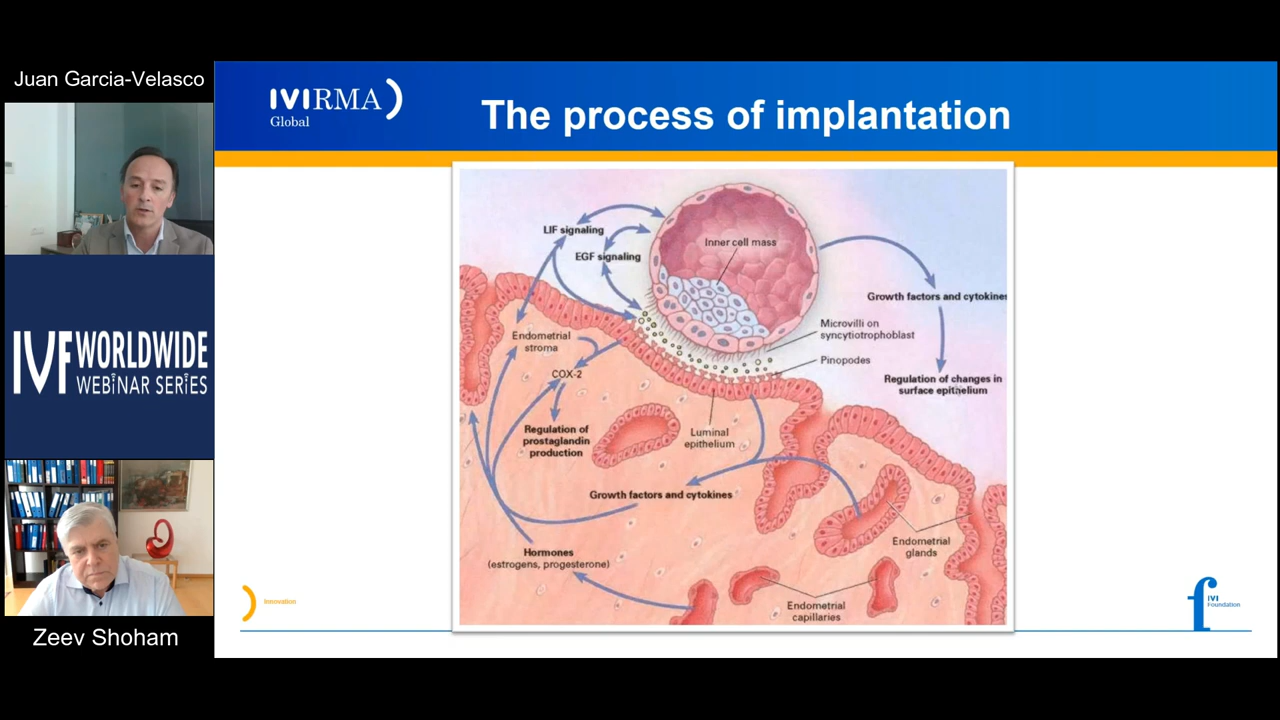 Juan Garcia-Velasco
IVIRMA
Global
The process of implantation
LIF signaling
EGF signaling
Inner cell mass
Growth factors and cytokines
Microvilli on
syncytiotrophoblast
Pinopodes
Regulation of changes in
surface epithelium
Endometrial
stroma
COX-2
Regulation of
prostaglandin
production
Luminal
epithelium
Growth factors and cytokines
Endometrial
glands
Hormones
(estrogens, progesterone)
Endometrial
capillaries
Innovation
IVI
Foundation
IVF WORLDWIDE
WEBINAR SERIES
Zeev Shoham